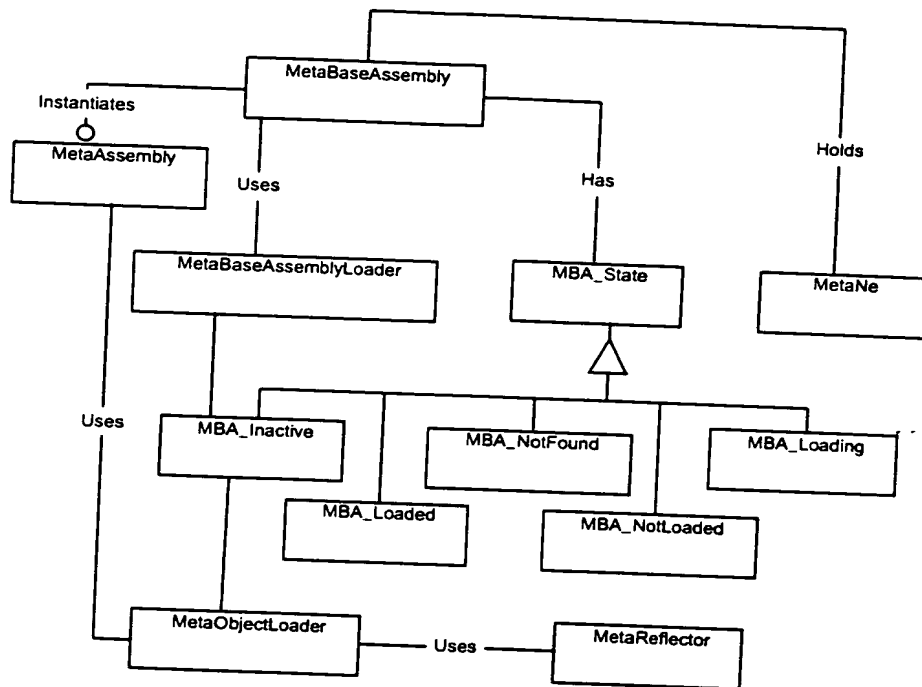 MetaBaseAssembly
Instantiates
MetaAssembly
Holds
Uses
Has
MetaBaseAssemblyLoader
MBA_State
MetaNe
Uses
MBA_Inactive
MBA_NotFound
MBA_Loading
MBA_Loaded
MBA_NotLoaded
MetaObjectLoader
Uses
MetaReflector